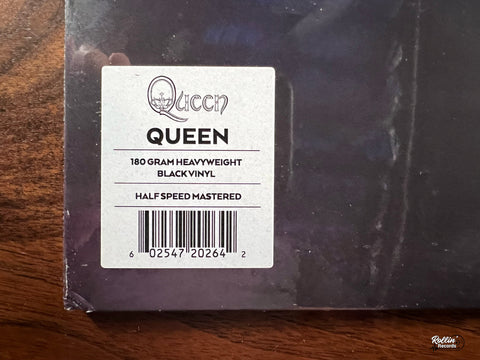 Queen
QUEEN
180 GRAM HEAVYWEIGHT
BLACK VINYL
HALF SPEED MASTERED
6 02547 20264 2
Rollin'
Records